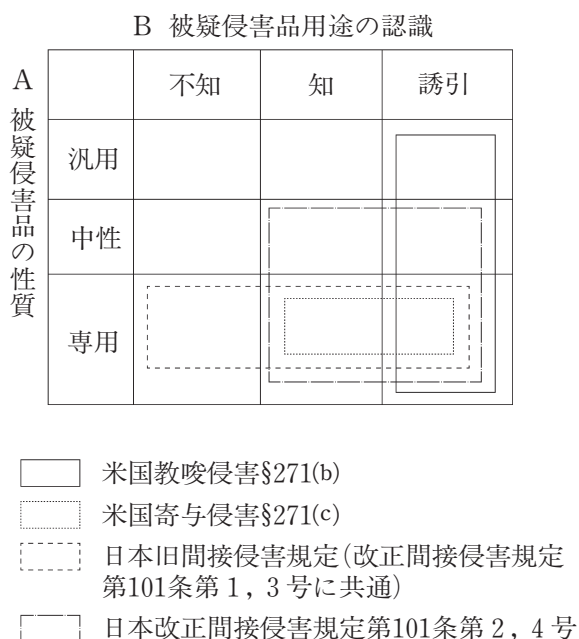 B 被疑侵害品用途の認識
A 被疑侵害品の性質
不知 知 誘引
汎用
中性
専用
米国教唆侵害§271(b)
米国寄与侵害§271(c)
日本旧間接侵害規定(改正間接侵害規定
第101条第1,3号に共通)
日本改正間接侵害規定第101条第2,4号